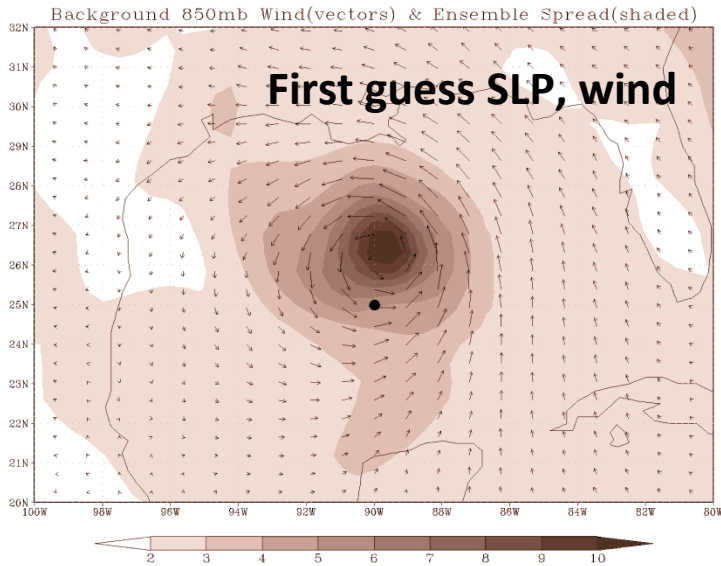 Background 850mb Wind(vectors) & Ensemble Spread(shaded)
First guess SLP, wind
32N
31N
30N
29N
28N
27N
26N
25N
24N
23N
22N
21N
20N
100W 98W 96W 94W 92W 90W 88W 86W 84W 82W 80W
2 3 4 5 6 7 8 9 10